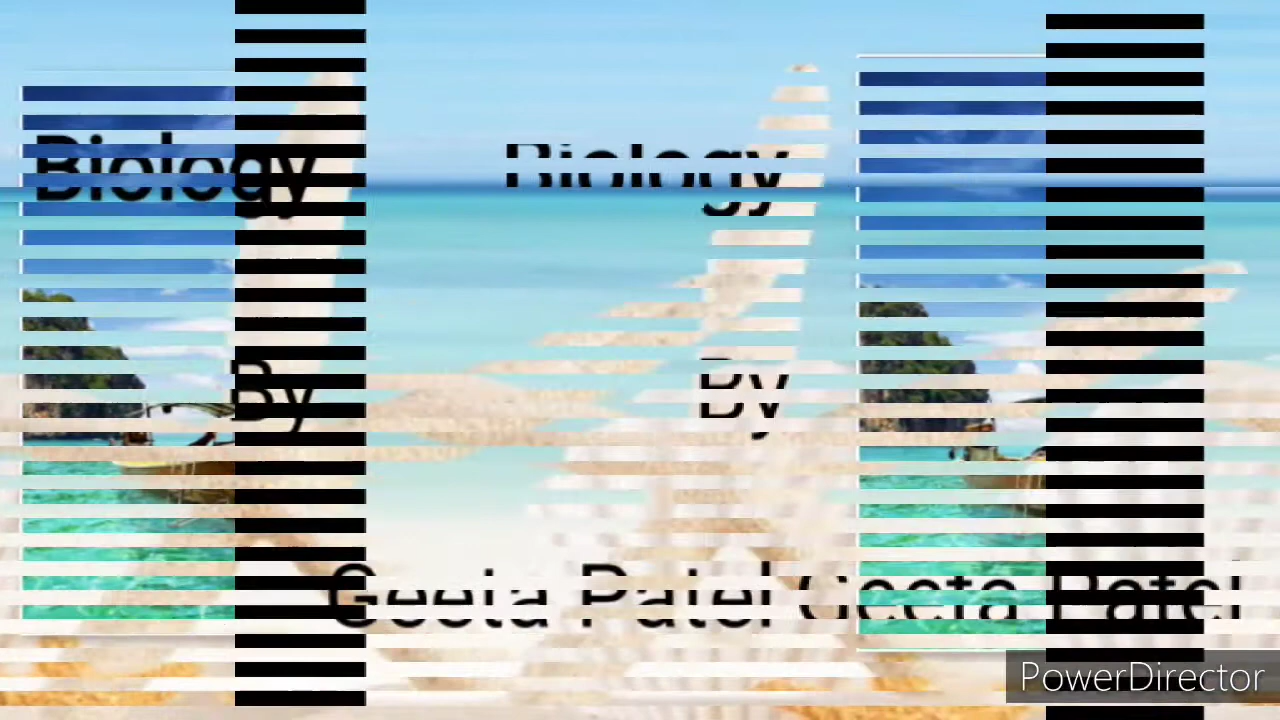 Biology Biology
By By
Geeta Patel Geeta Patel
PowerDirector